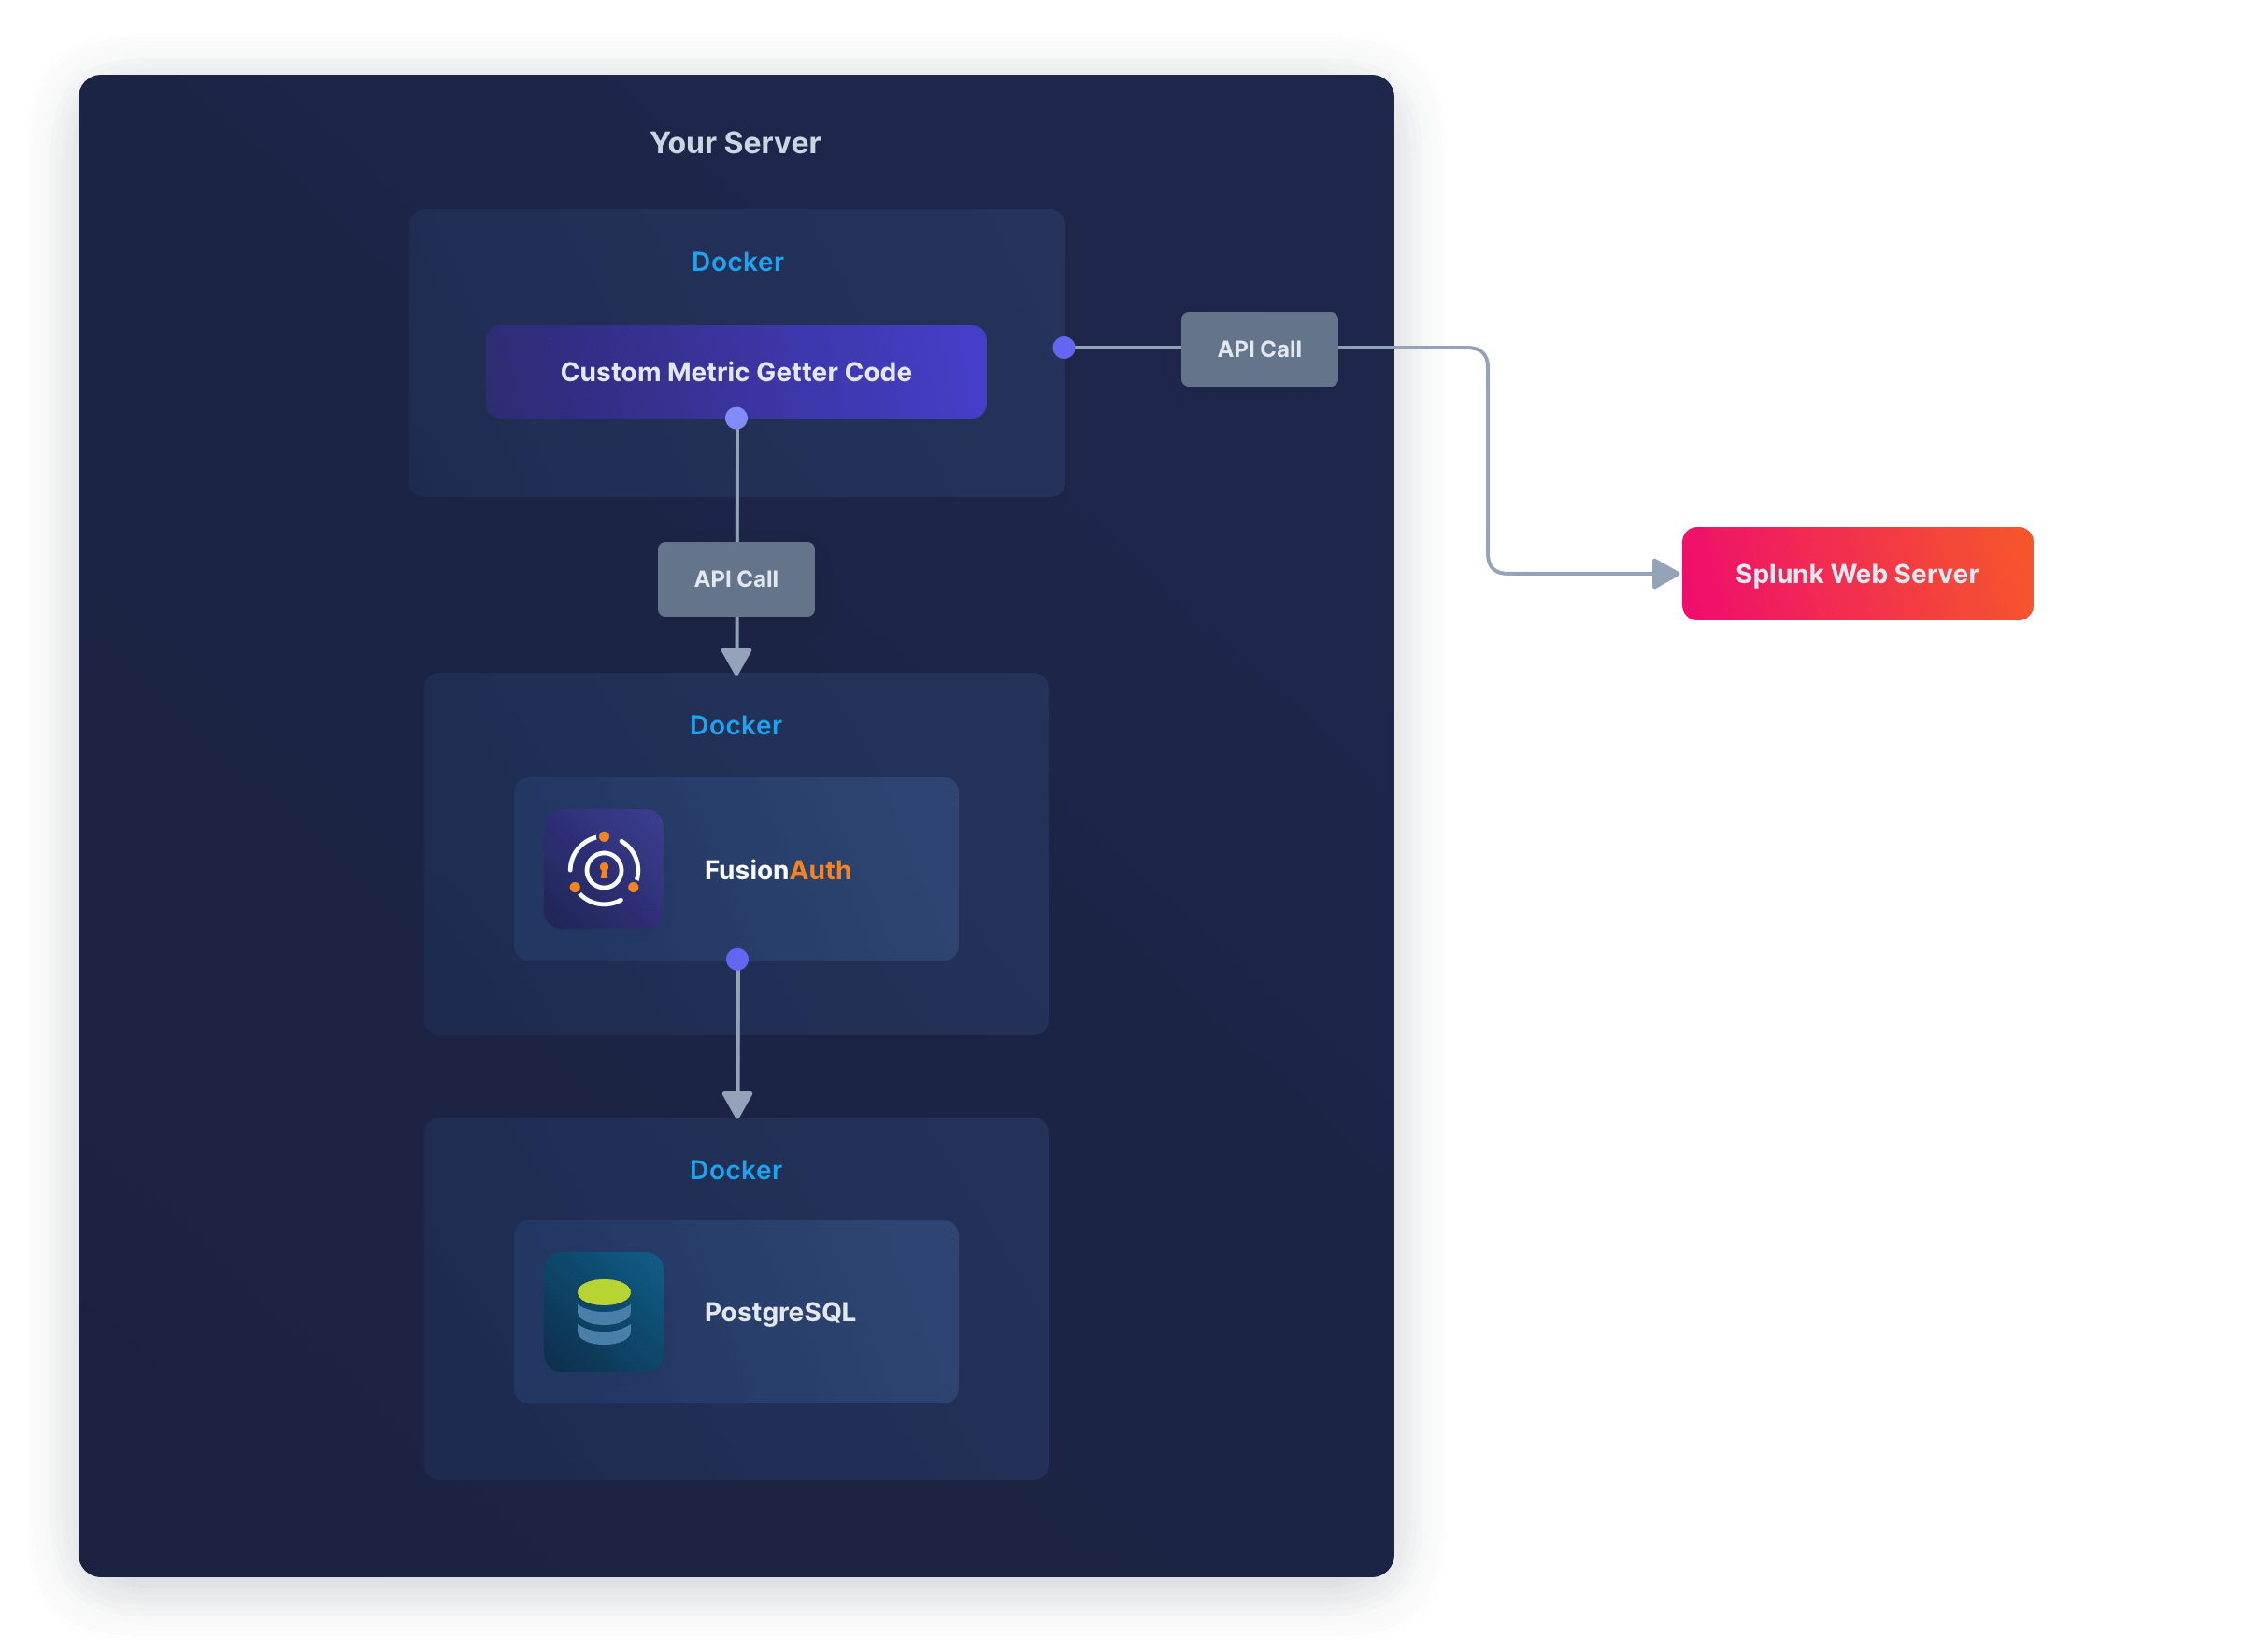 Your Server
Docker
Custom Metric Getter Code
API Call
API Call
Splunk Web Server
Docker
FusionAuth
Docker
PostgreSQL